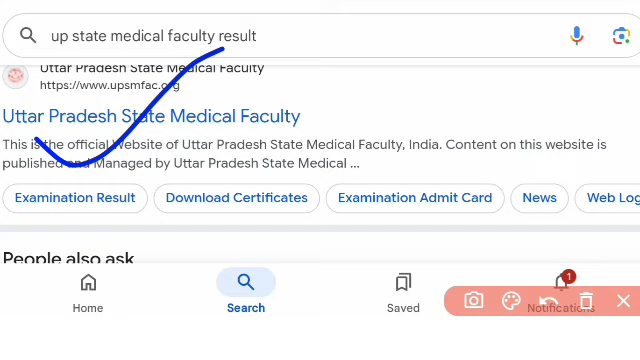 up state medical faculty result
Uttar Pradesh State Medical Faculty
https://www.upsmfac.org
Uttar Pradesh State Medical Faculty
This is the official Website of Uttar Pradesh State Medical Faculty, India. Content on this website is
published and Managed by Uttar Pradesh State Medical ...
Examination Result Download Certificates Examination Admit Card News Web Log
People also ask
1
Home Search Saved Notifications